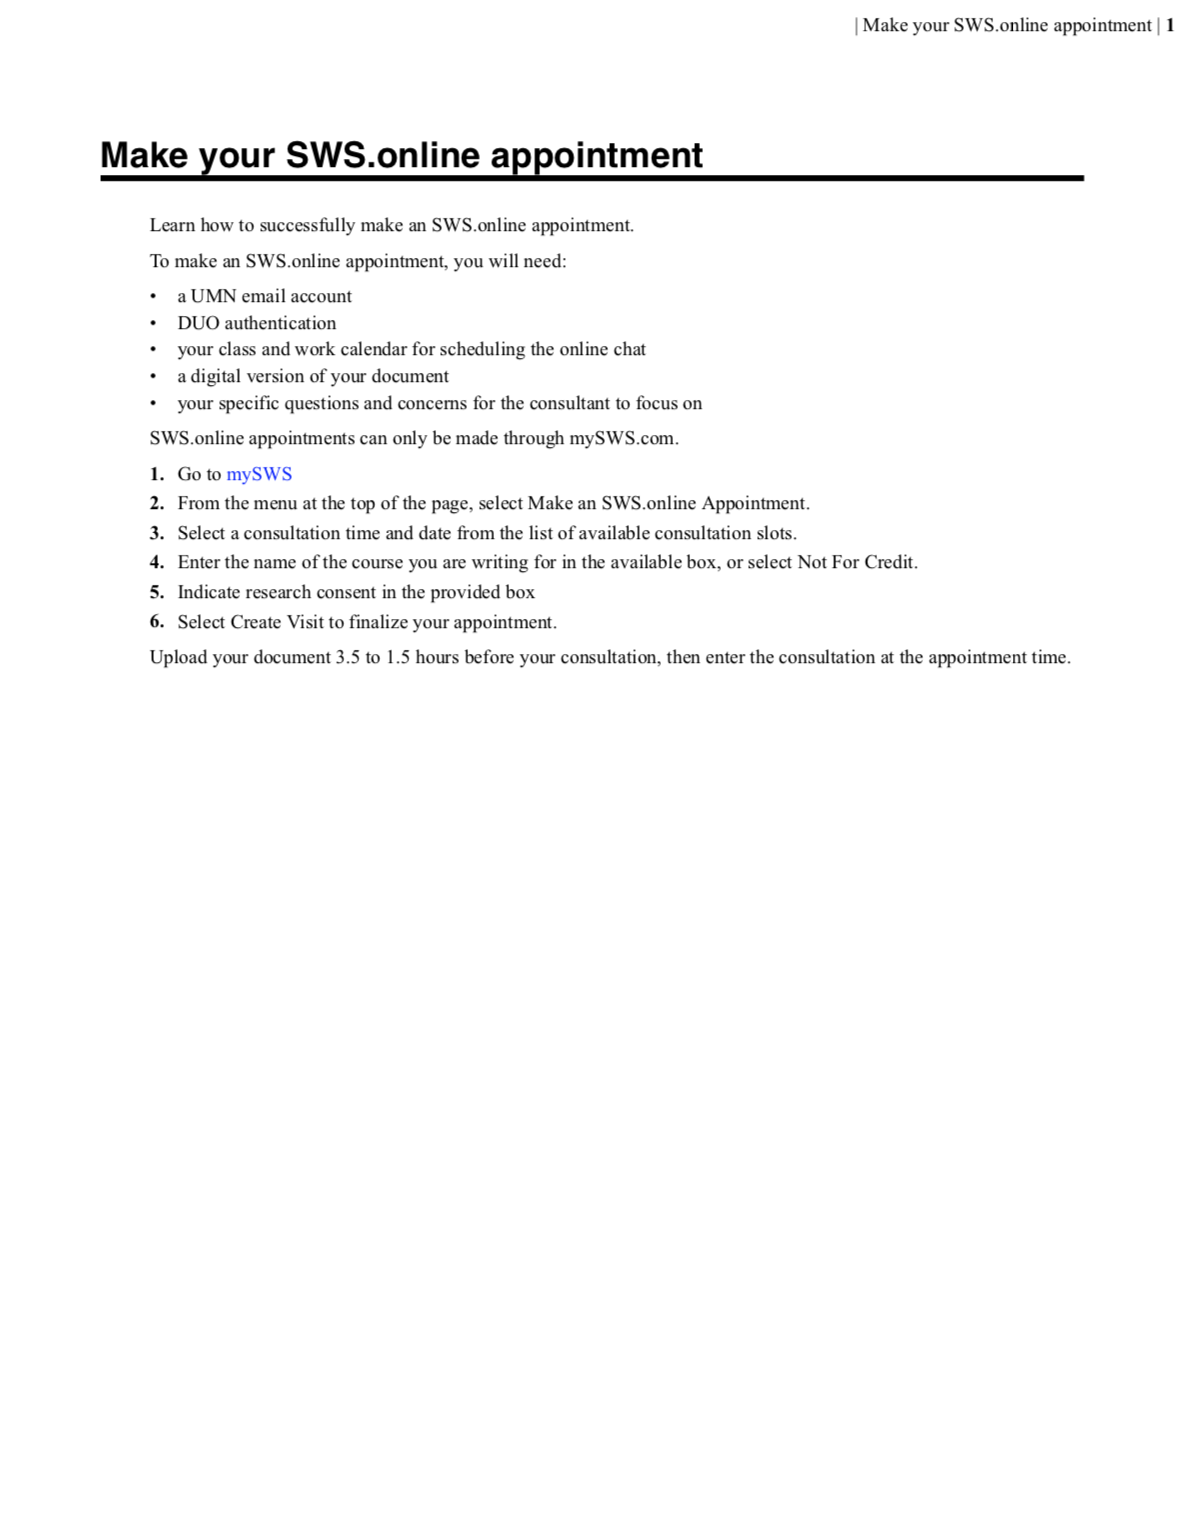 | Make your SWS.online appointment | 1
Make your SWS.online appointment
Learn how to successfully make an SWS.online appointment.
To make an SWS.online appointment, you will need:
• a UMN email account
• DUO authentication
• your class and work calendar for scheduling the online chat
• a digital version of your document
• your specific questions and concerns for the consultant to focus on
SWS.online appointments can only be made through mySWS.com.
1. Go to mySWS
2. From the menu at the top of the page, select Make an SWS.online Appointment.
3. Select a consultation time and date from the list of available consultation slots.
4. Enter the name of the course you are writing for in the available box, or select Not For Credit.
5. Indicate research consent in the provided box
6. Select Create Visit to finalize your appointment.
Upload your document 3.5 to 1.5 hours before your consultation, then enter the consultation at the appointment time.